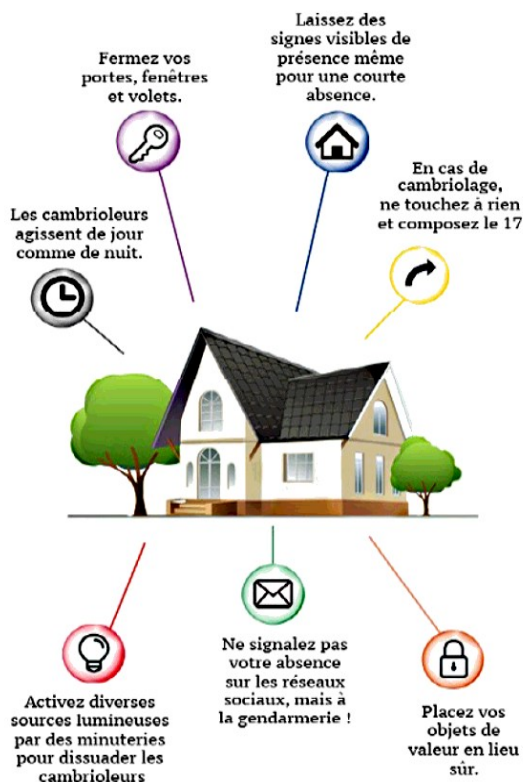 Laissez des
signes visibles de
présence même
pour une courte
absence.
Fermez vos
portes, fenêtres
et volets.
En cas de
cambriolage,
ne touchez à rien
et composez le 17
Les cambrioleurs
agissent de jour
comme de nuit.
Activez diverses
sources lumineuses
par des minuteries
pour dissuader les
cambrioleurs
Ne signalez pas
votre absence
sur les réseaux
sociaux, mais à
la gendarmerie !
Placez vos
objets de
valeur en lieu
sûr.